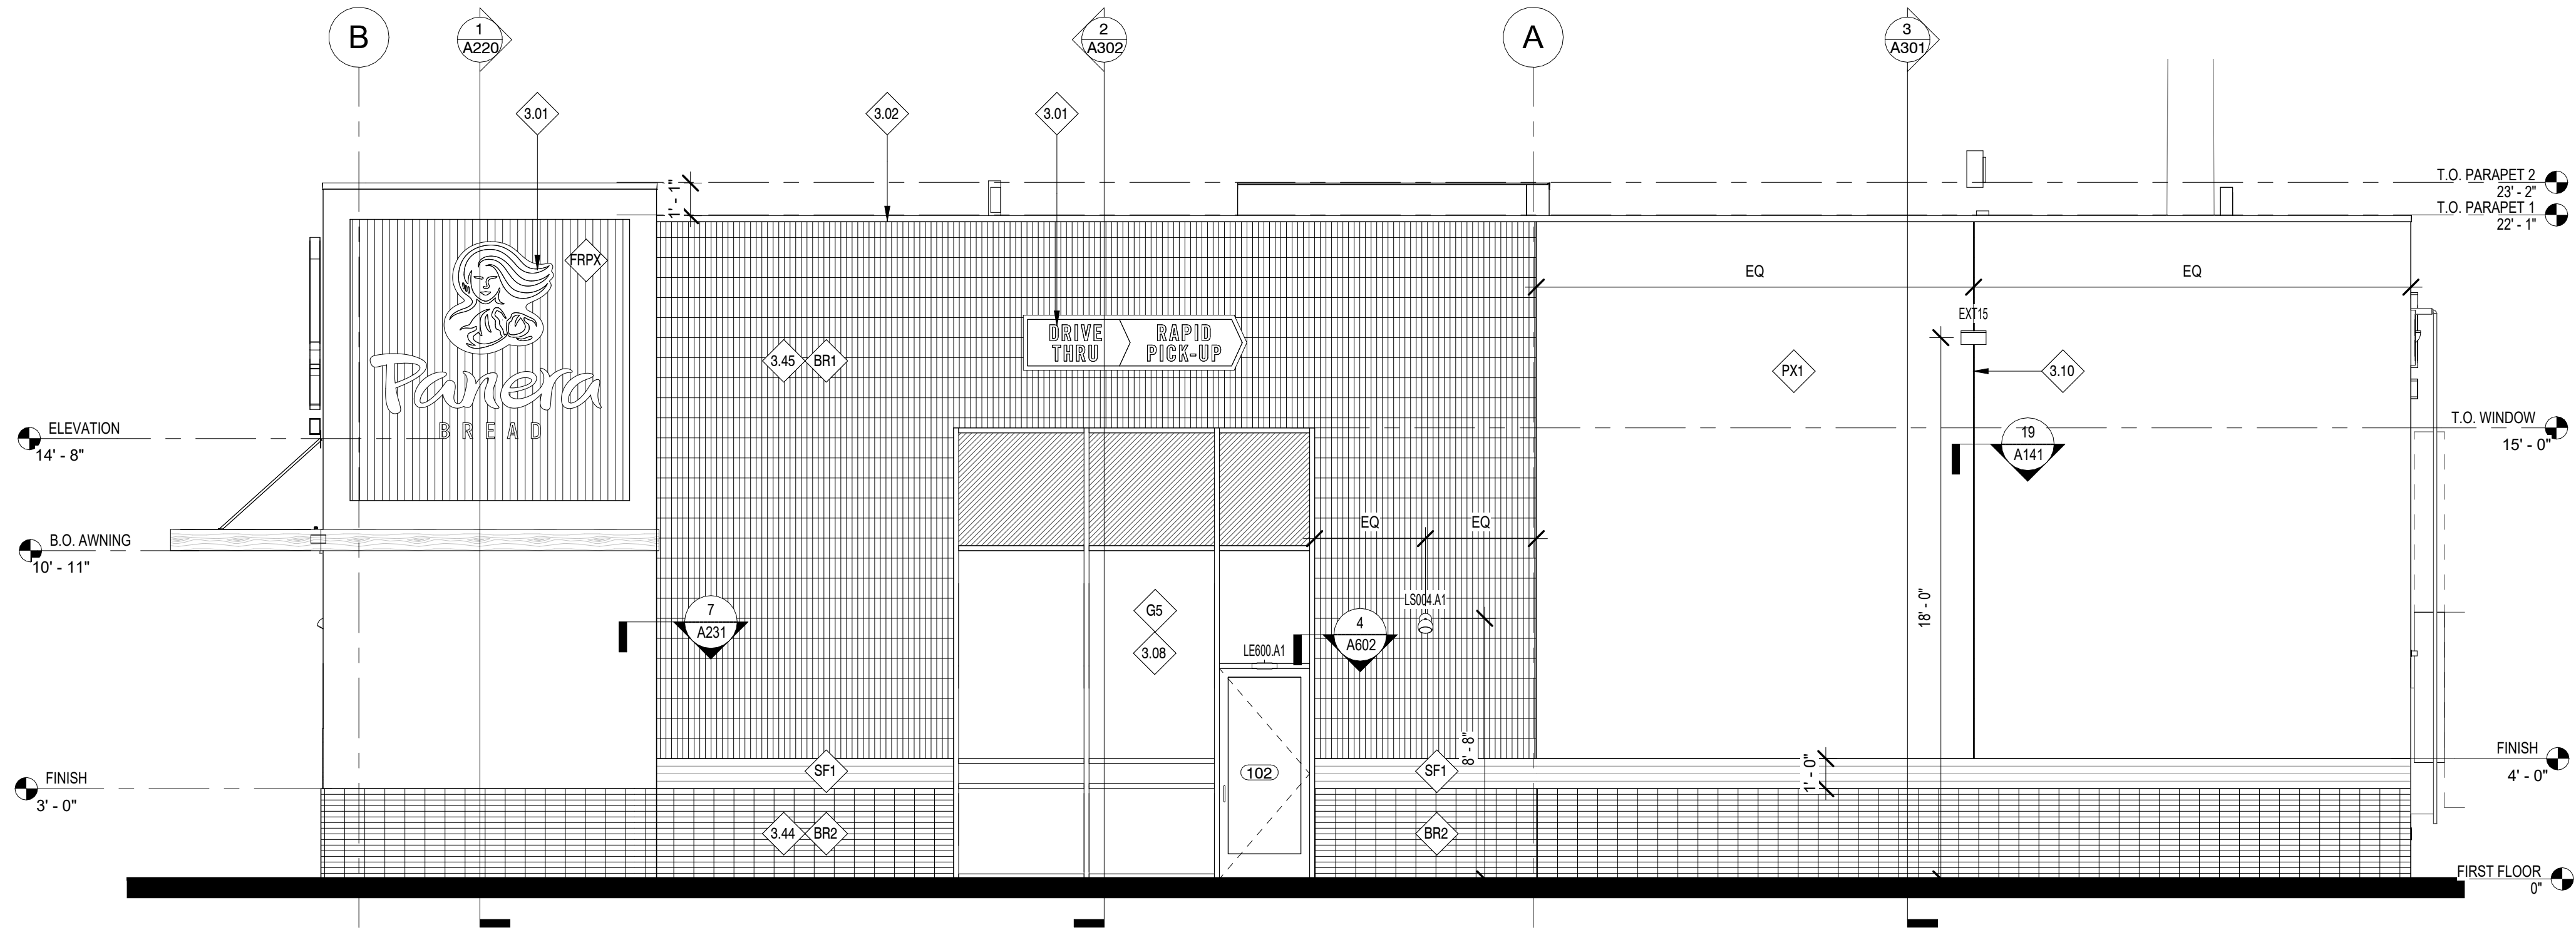 B
1
A220
2
A302
A
3
A301
3.01
3.02
3.01
T.O. PARAPET 2
23' - 2"
1' - 1"
T.O. PARAPET 1
22' - 1"
FRPX
EQ
EQ
EXT15
DRIVE THRU
RAPID PICK-UP
3.45
BR1
PX1
3.10
Panera
BREAD
ELEVATION
14' - 8"
T.O. WINDOW
15' - 0"
19
A141
EQ
EQ
B.O. AWNING
10' - 11"
LS004.A1
18' - 0"
7
A231
G5
3.08
4
A602
LE600.A1
8' - 8"
FINISH
4' - 0"
SF1
102
SF1
1' - 0"
FINISH
3' - 0"
3.44
BR2
BR2
FIRST FLOOR
0"